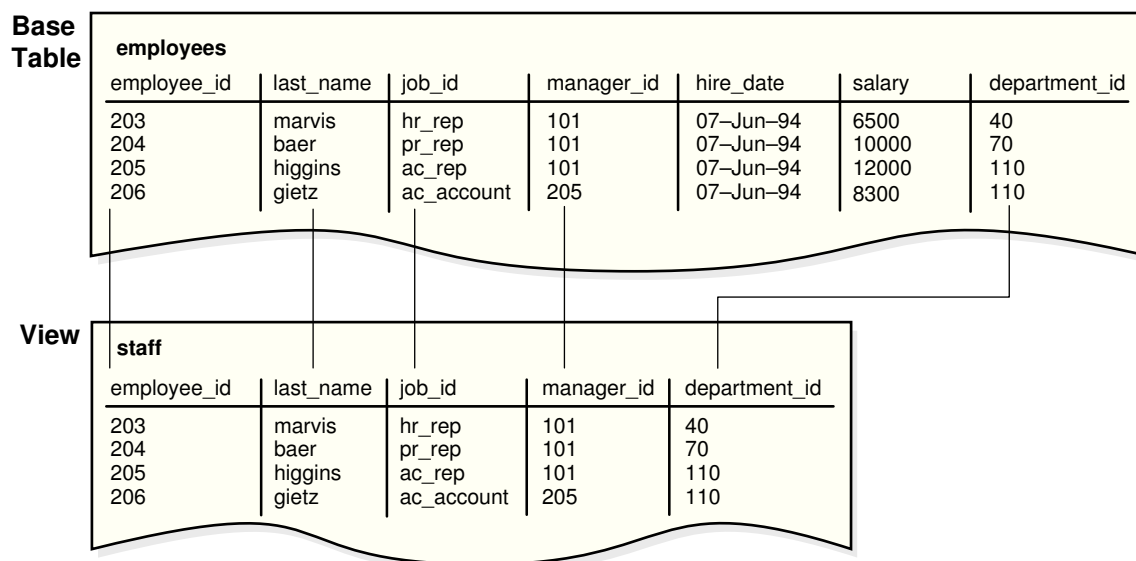 Base
Table
employees
employee_id last_name job_id manager_id hire_date salary department_id
203 marvis hr_rep 101 07–Jun–94 6500 40
204 baer pr_rep 101 07–Jun–94 10000 70
205 higgins ac_rep 101 07–Jun–94 12000 110
206 gietz ac_account 205 07–Jun–94 8300 110
View
staff
employee_id last_name job_id manager_id department_id
203 marvis hr_rep 101 40
204 baer pr_rep 101 70
205 higgins ac_rep 101 110
206 gietz ac_account 205 110